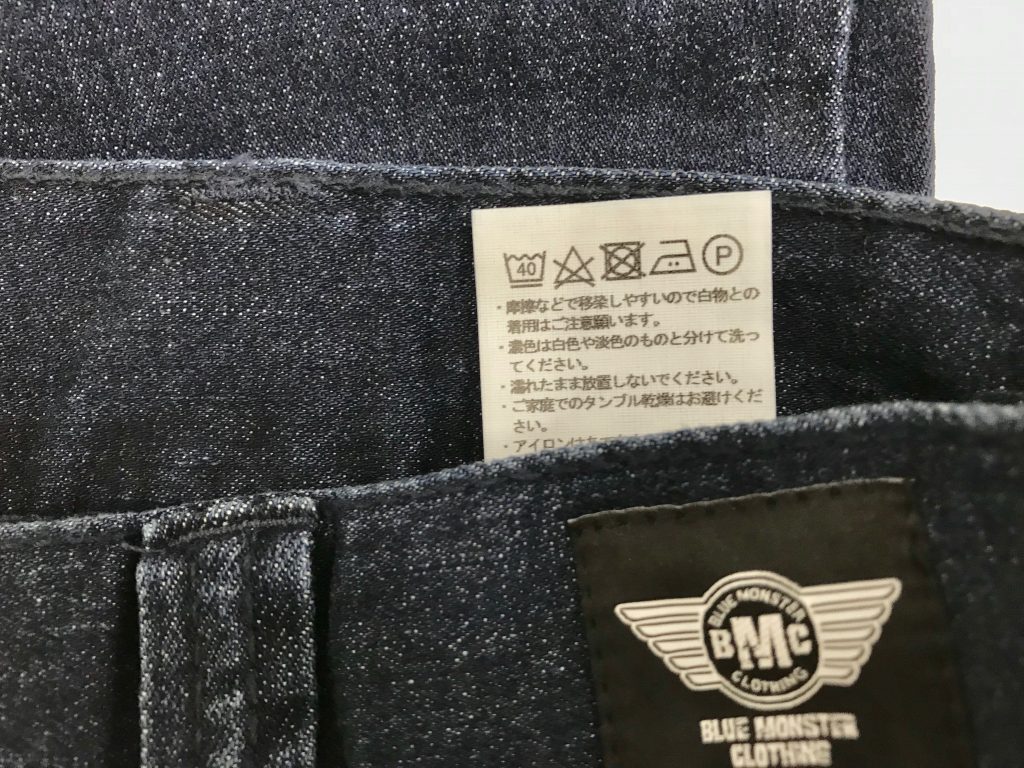 40
P
・摩擦などで移染しやすいので白物との
着用はご注意願います。
・濃色は白色や淡色のものと分けて洗っ
てください。
・濡れたまま放置しないでください。
・ご家庭でのタンブル乾燥はお避けくだ
さい。
・アイロンはあて
BLUE MONSTER
BMC
CLOTHING
BLUE MONSTER
CLOTHING